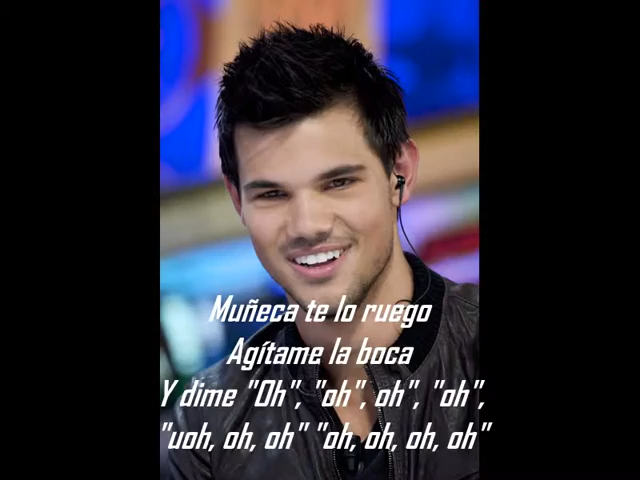 Muñeca te lo ruego
Agítame la boca
Y dime "Oh", "oh", oh", "oh",
"uoh, oh, oh" "oh, oh, oh, oh"